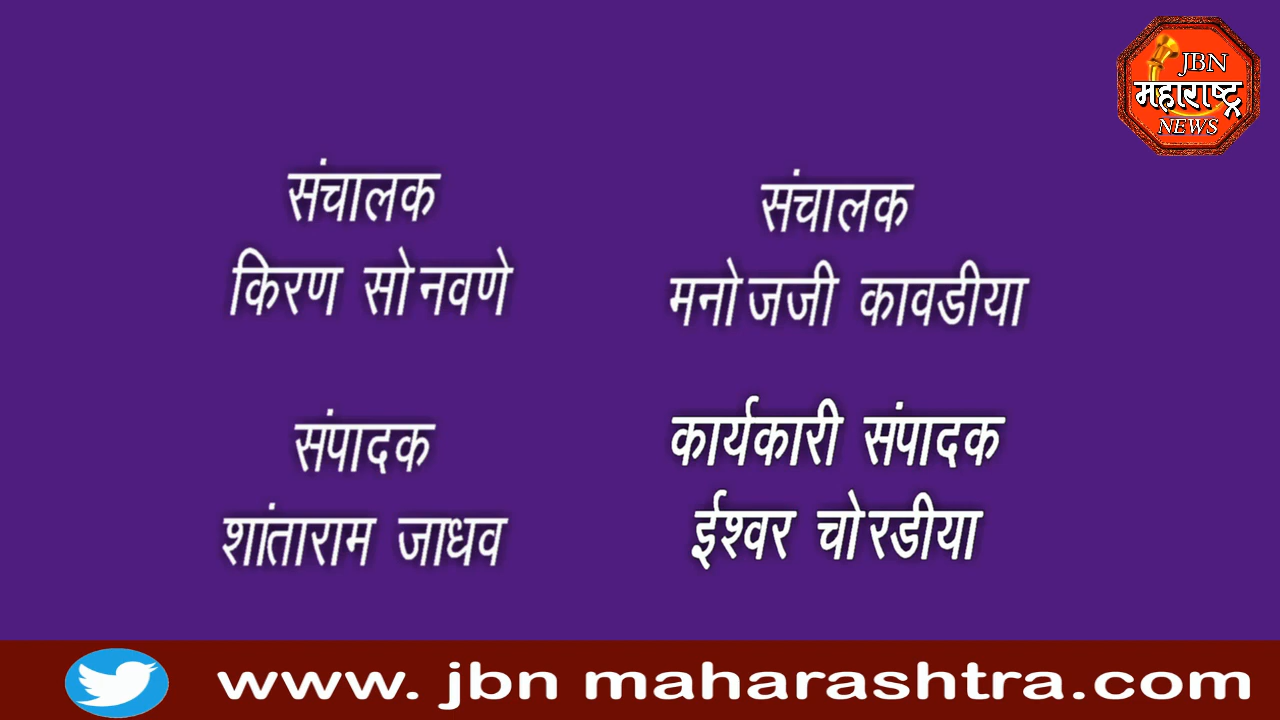 JBN
महाराष्ट्र
NEWS
संचालक
किरण सोनवणे
संचालक
मनोजजी कावडीया
संपादक
शांताराम जाधव
कार्यकारी संपादक
ईश्वर चोरडीया
www. jbn maharashtra.com